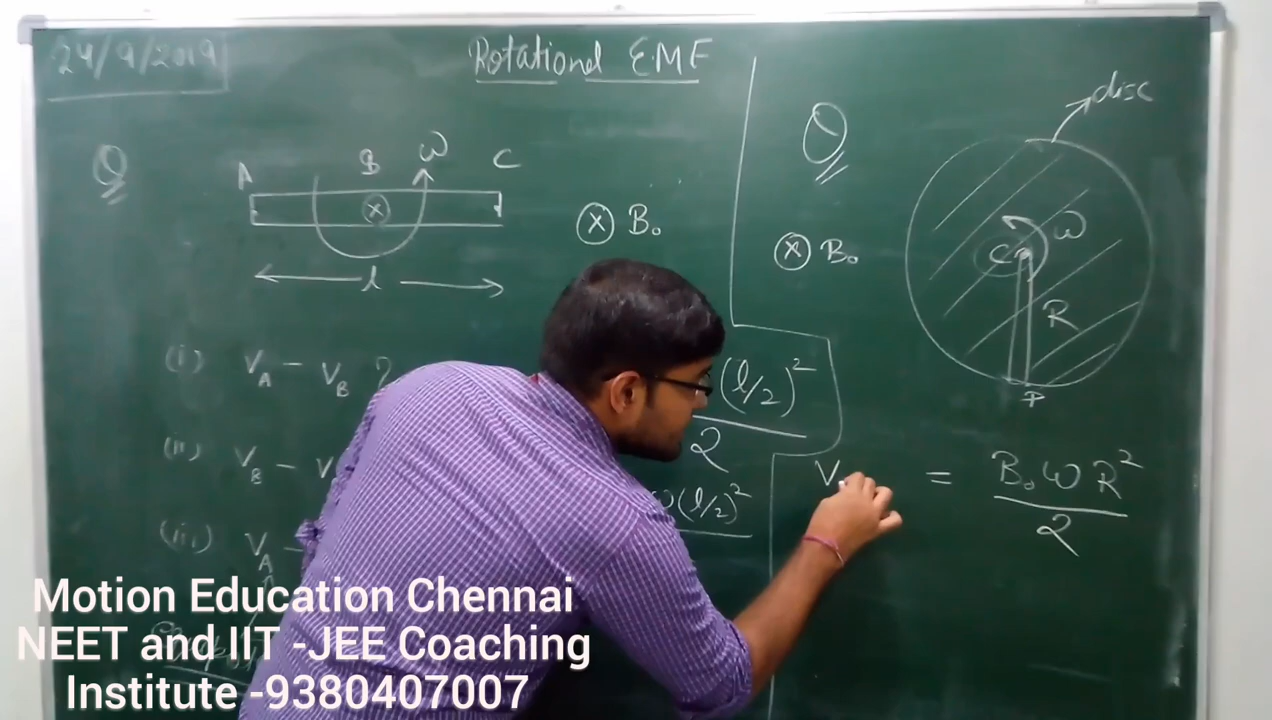 24/9/2019
Rotational E.M.F
Q
A B ω C
l
⊗ B₀
(i) V_A - V_B ?
(ii) V_B - V
(iii) V_A -
(l/2)²
2
ω(l/2)²
Q
disc
⊗ B₀
C ω
R
P
V = B₀ωR²
2
Motion Education Chennai
NEET and IIT -JEE Coaching
Institute -9380407007